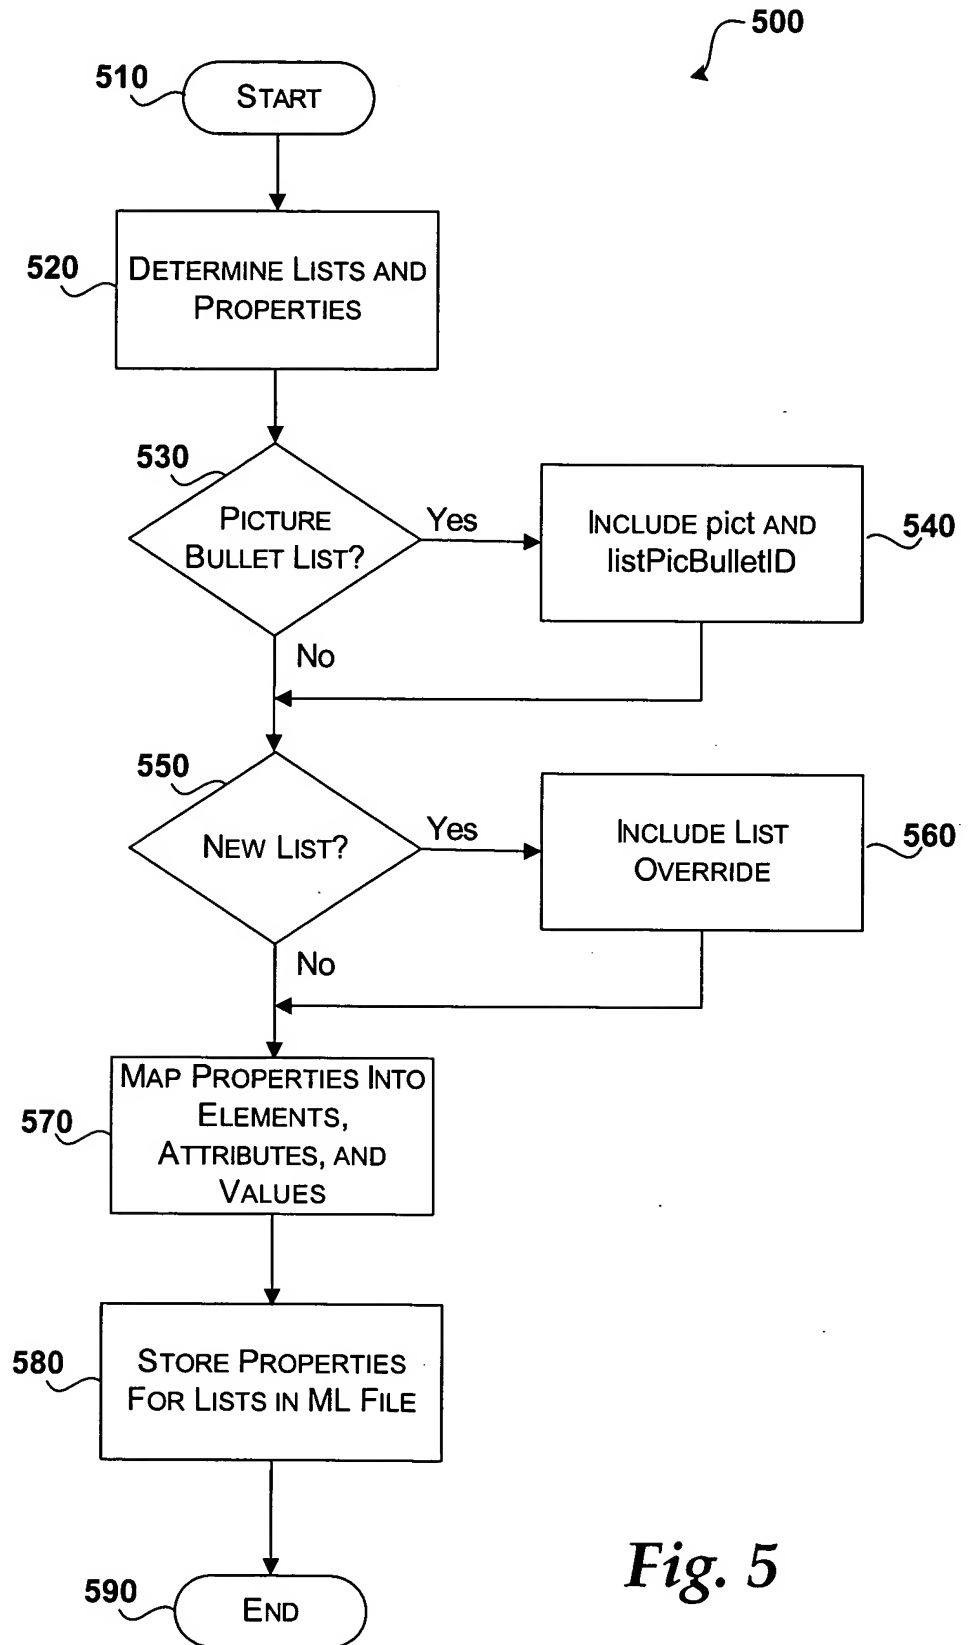 500
510
START
520
DETERMINE LISTS AND
PROPERTIES
530
PICTURE
BULLET LIST?
Yes
INCLUDE pict AND
listPicBulletID
540
No
550
NEW LIST?
Yes
INCLUDE LIST
OVERRIDE
560
No
570
MAP PROPERTIES INTO
ELEMENTS,
ATTRIBUTES, AND
VALUES
580
STORE PROPERTIES
FOR LISTS IN ML FILE
590
END
Fig. 5